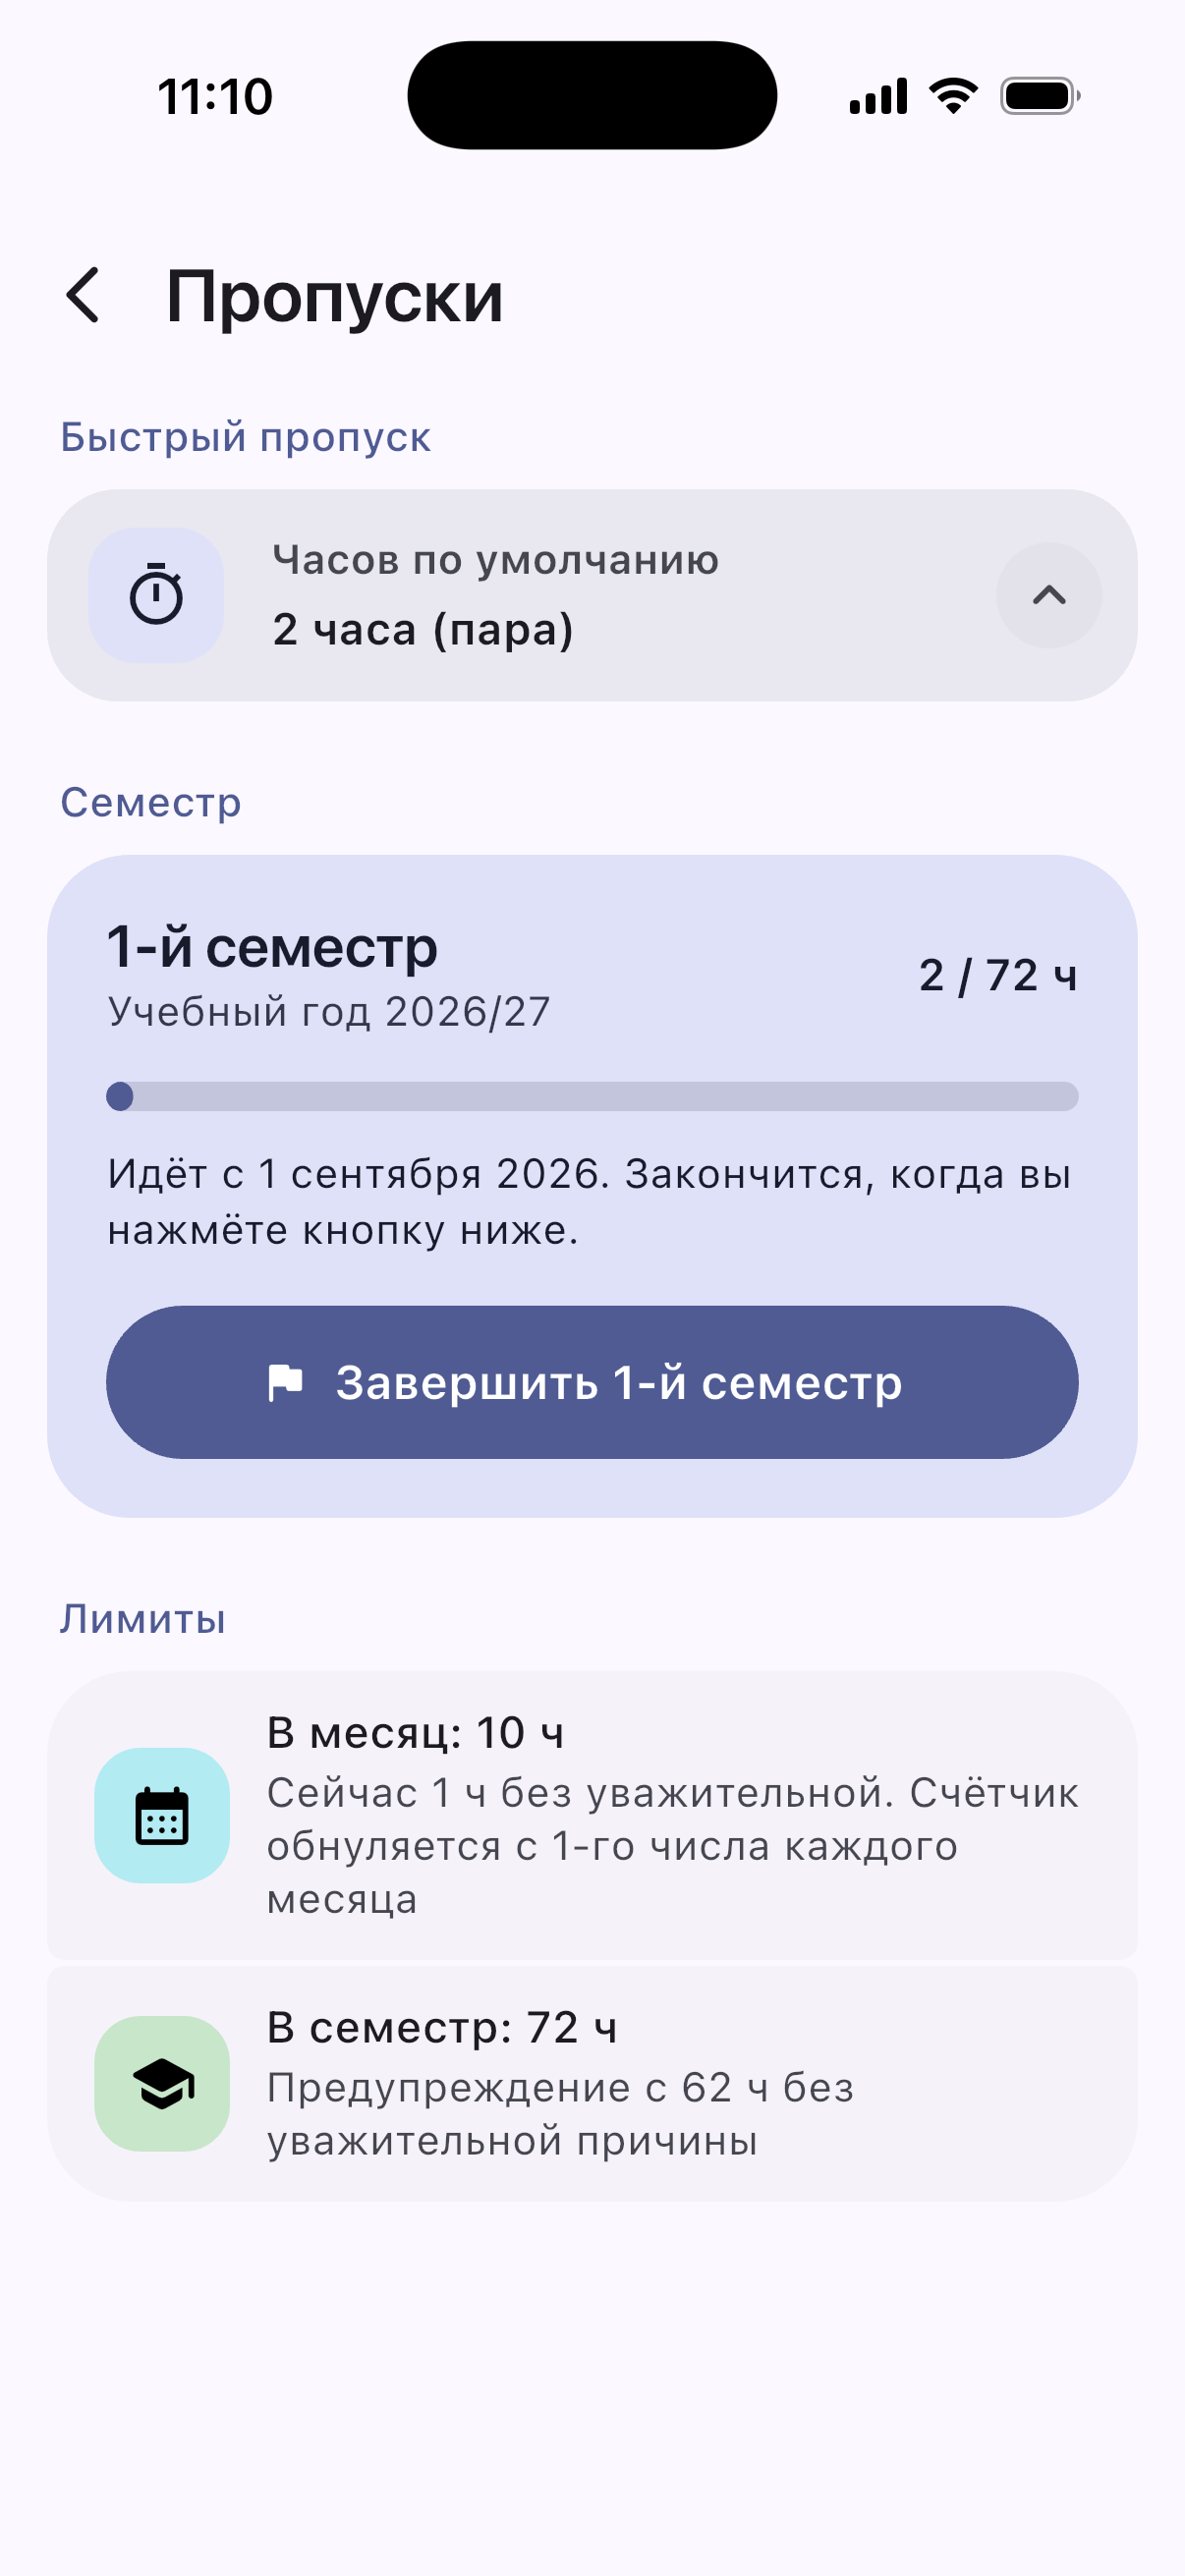 11:10
Пропуски
Быстрый пропуск
Часов по умолчанию
2 часа (пара)
Семестр
1-й семестр
2 / 72 ч
Учебный год 2026/27
Идёт с 1 сентября 2026. Закончится, когда вы
нажмёте кнопку ниже.
Завершить 1-й семестр
Лимиты
В месяц: 10 ч
Сейчас 1 ч без уважительной. Счётчик
обнуляется с 1-го числа каждого
месяца
В семестр: 72 ч
Предупреждение с 62 ч без
уважительной причины